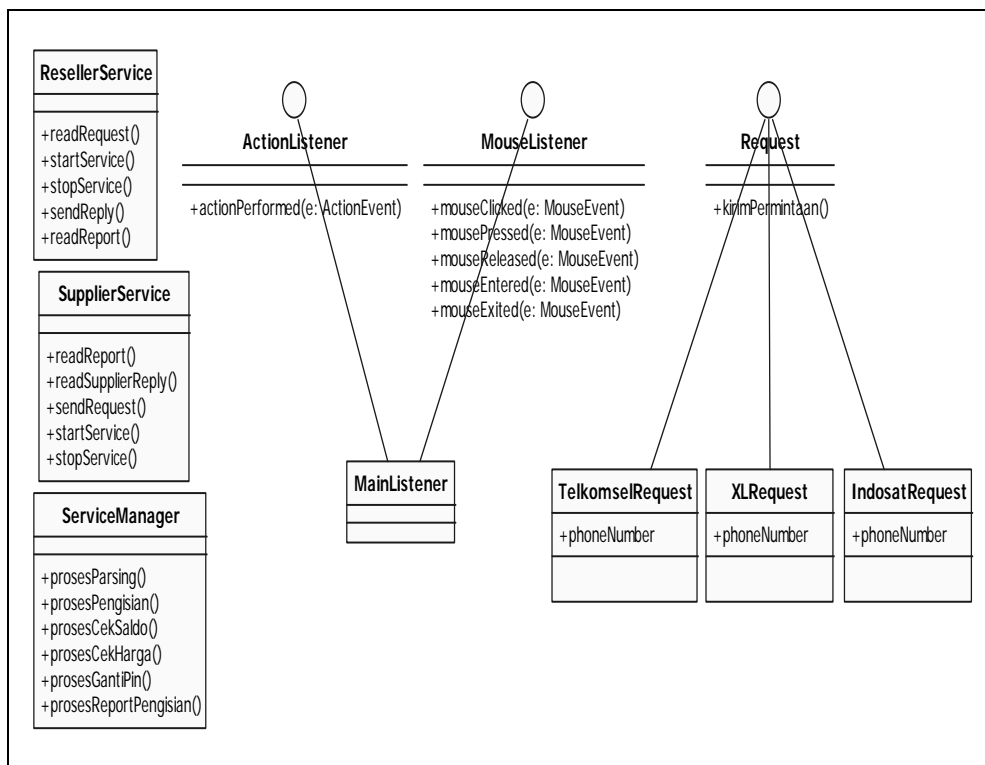 ResellerService
+readRequest()
+startService()
+stopService()
+sendReply()
+readReport()
SupplierService
+readReport()
+readSupplierReply()
+sendRequest()
+startService()
+stopService()
ServiceManager
+prosesParsing()
+prosesPengisian()
+prosesCekSaldo()
+prosesCekHarga()
+prosesGantiPin()
+prosesReportPengisian()
ActionListener
+actionPerformed(e: ActionEvent)
MouseListener
+mouseClicked(e: MouseEvent)
+mousePressed(e: MouseEvent)
+mouseReleased(e: MouseEvent)
+mouseEntered(e: MouseEvent)
+mouseExited(e: MouseEvent)
Request
+kirimPermintaan()
MainListener
TelkomselRequest
+phoneNumber
XLRequest
+phoneNumber
IndosatRequest
+phoneNumber